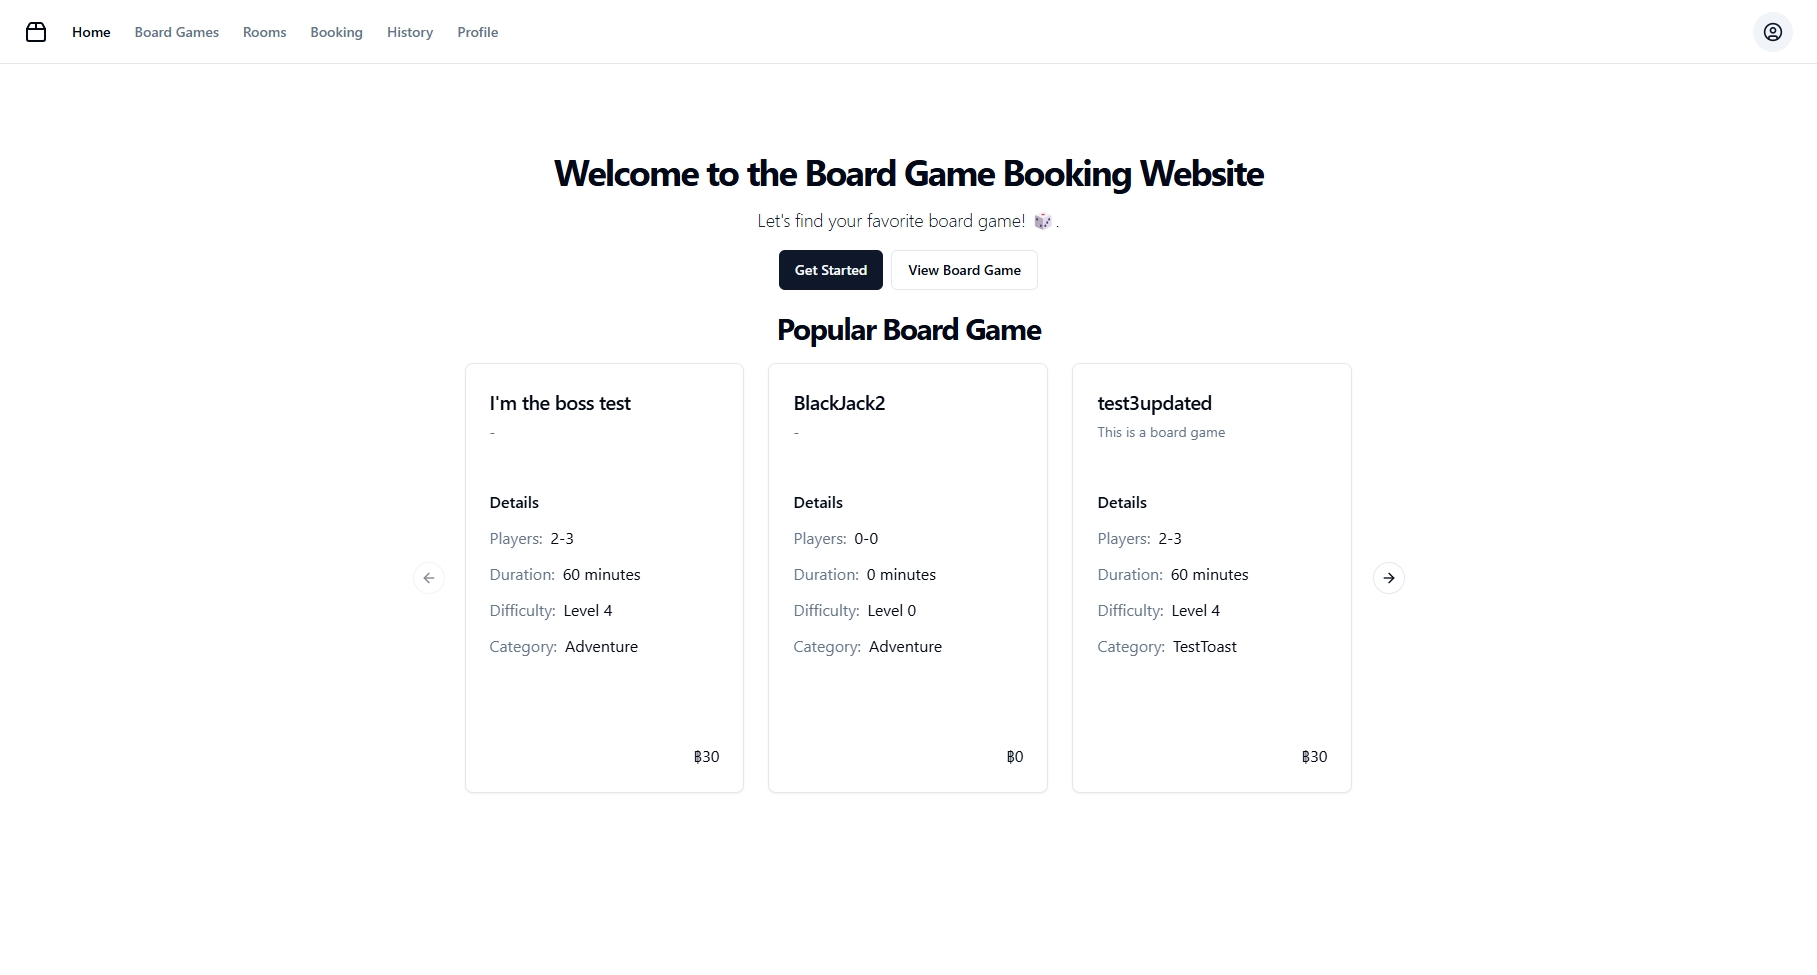 Home Board Games Rooms Booking History Profile
Welcome to the Board Game Booking Website
Let's find your favorite board game! 🎲 .
Get Started View Board Game
Popular Board Game
I'm the boss test
-
Details
Players: 2-3
Duration: 60 minutes
Difficulty: Level 4
Category: Adventure
฿30
BlackJack2
-
Details
Players: 0-0
Duration: 0 minutes
Difficulty: Level 0
Category: Adventure
฿0
test3updated
This is a board game
Details
Players: 2-3
Duration: 60 minutes
Difficulty: Level 4
Category: TestToast
฿30